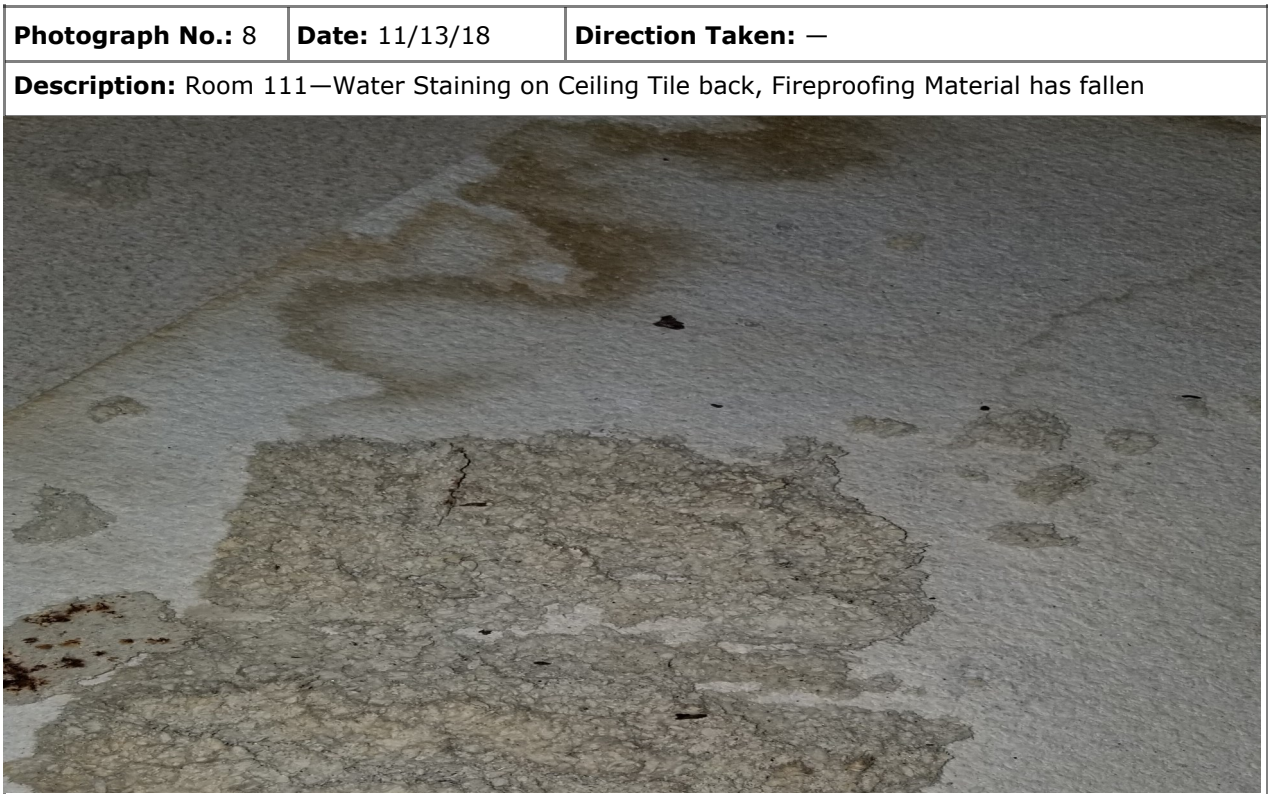 Photograph No.: 8 Date: 11/13/18 Direction Taken: —
Description: Room 111—Water Staining on Ceiling Tile back, Fireproofing Material has fallen